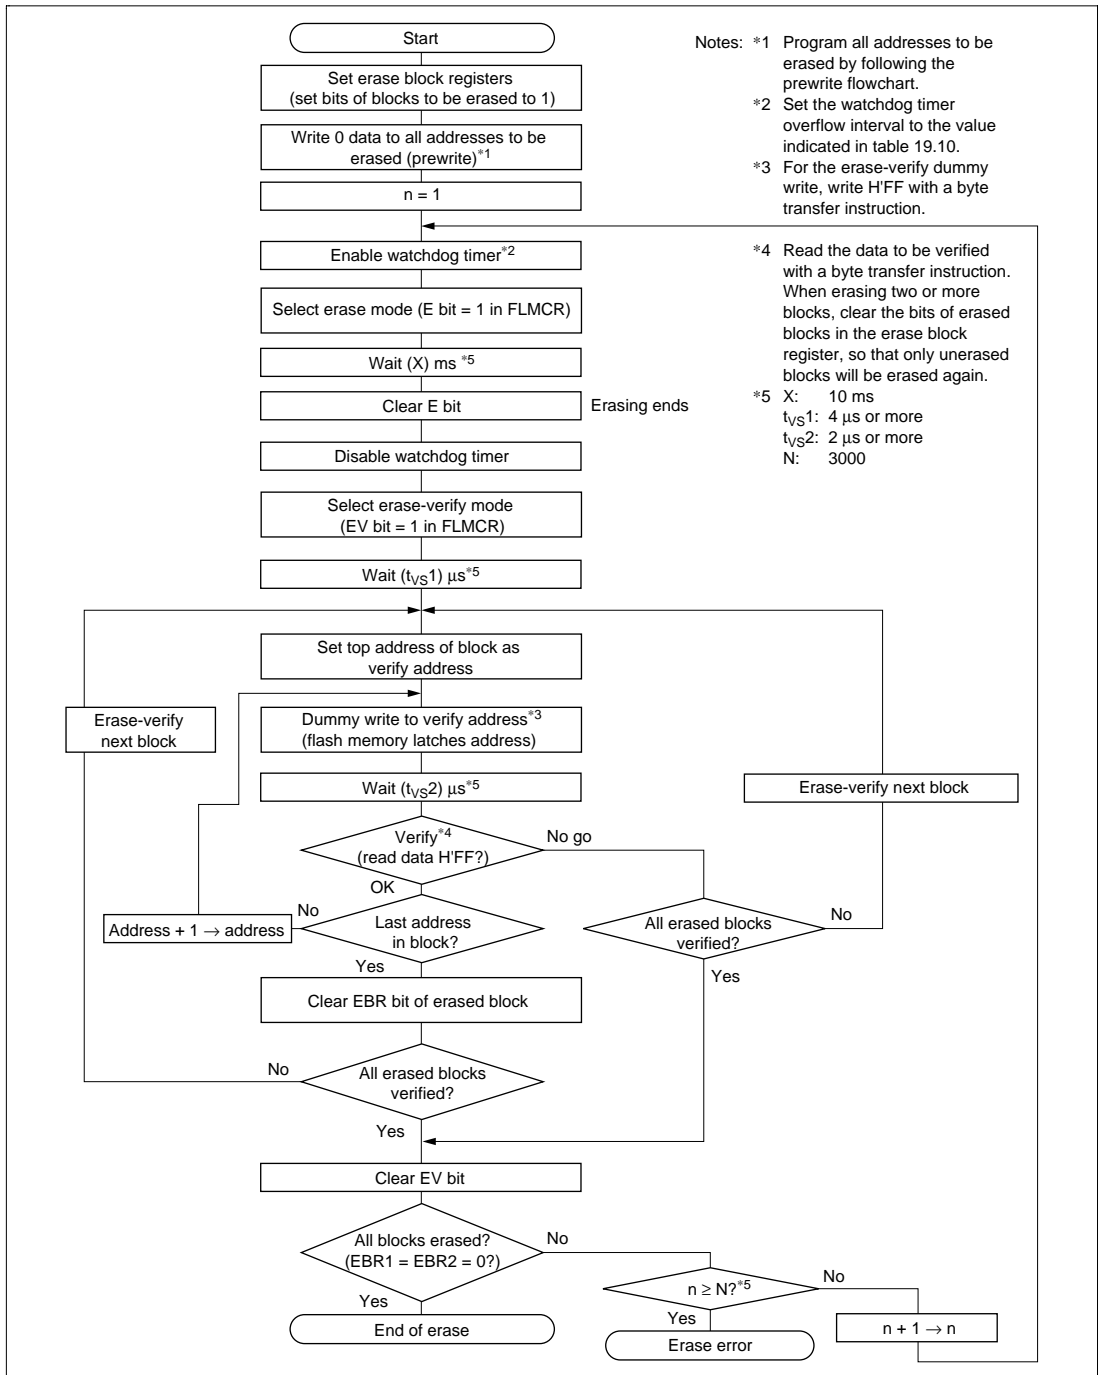 Start
Set erase block registers
(set bits of blocks to be erased to 1)
Write 0 data to all addresses to be
erased (prewrite)*1
n = 1
Enable watchdog timer*2
Select erase mode (E bit = 1 in FLMCR)
Wait (X) ms *5
Clear E bit
Erasing ends
Disable watchdog timer
Select erase-verify mode
(EV bit = 1 in FLMCR)
Wait (tVS1) μs*5
Set top address of block as
verify address
Erase-verify
next block
Dummy write to verify address*3
(flash memory latches address)
Wait (tVS2) μs*5
Erase-verify next block
Verify*4
(read data H'FF?)
No go
OK
Address + 1 → address
No
Last address
in block?
Yes
All erased blocks
verified?
No
Yes
Clear EBR bit of erased block
No
All erased blocks
verified?
Yes
Clear EV bit
All blocks erased?
(EBR1 = EBR2 = 0?)
No
Yes
End of erase
n ≥ N?*5
No
Yes
Erase error
n + 1 → n
Notes: *1 Program all addresses to be
erased by following the
prewrite flowchart.
*2 Set the watchdog timer
overflow interval to the value
indicated in table 19.10.
*3 For the erase-verify dummy
write, write H'FF with a byte
transfer instruction.
*4 Read the data to be verified
with a byte transfer instruction.
When erasing two or more
blocks, clear the bits of erased
blocks in the erase block
register, so that only unerased
blocks will be erased again.
*5 X: 10 ms
tVS1: 4 μs or more
tVS2: 2 μs or more
N: 3000